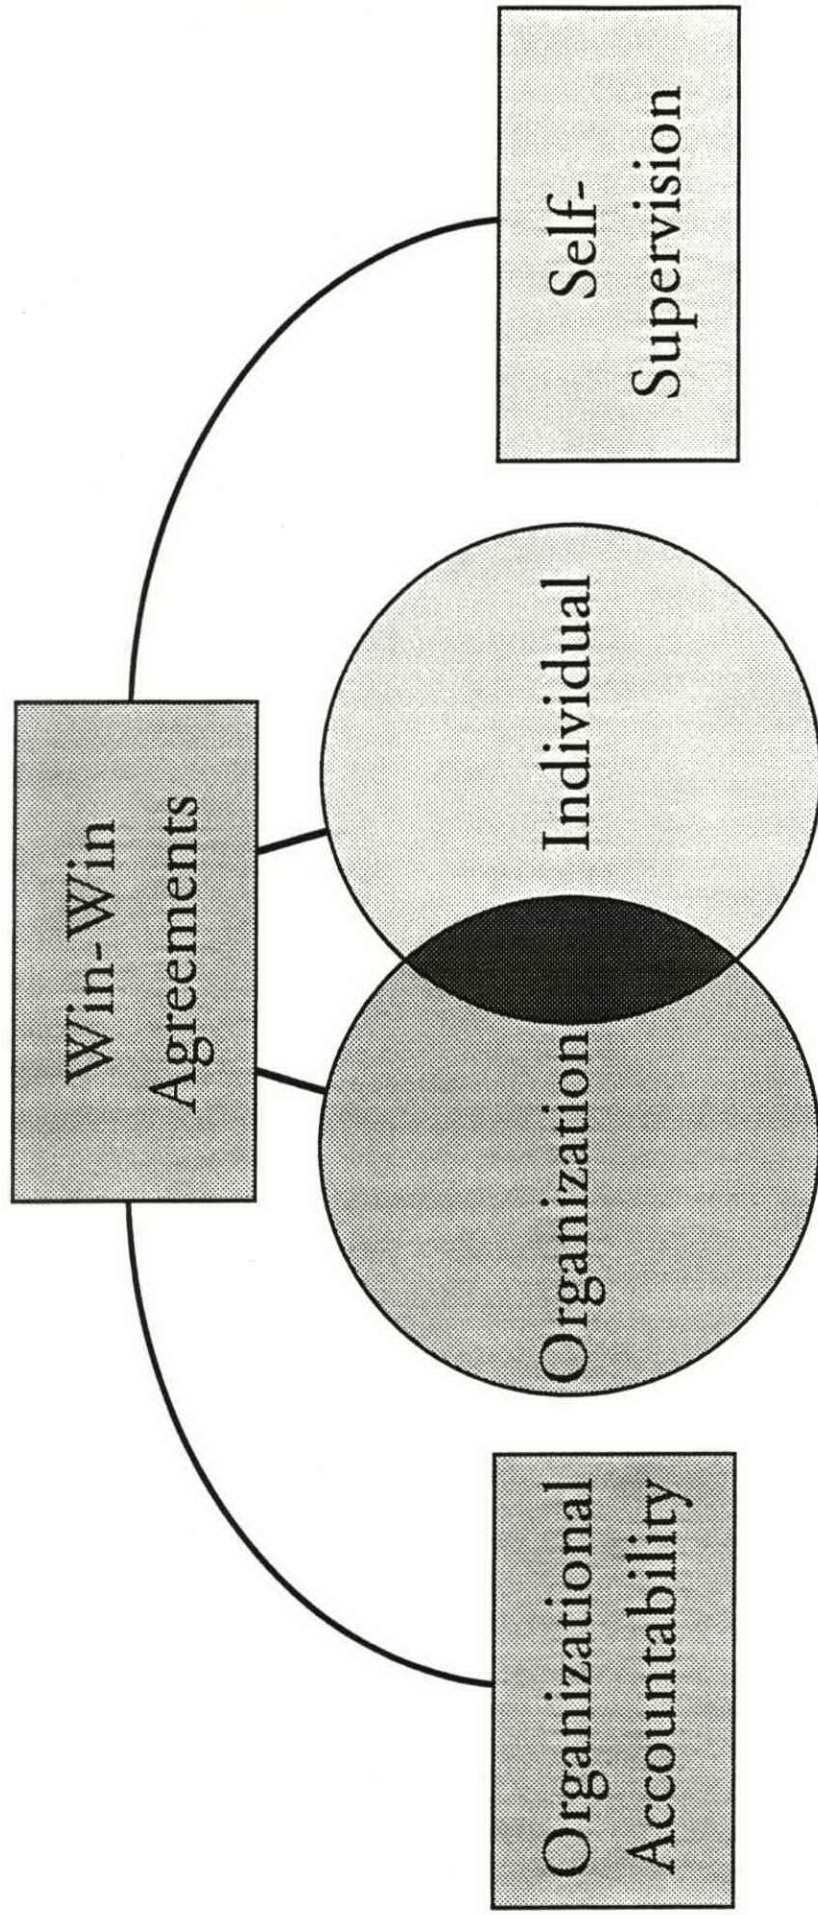 Win-Win
Agreements
Organizational
Accountability
Organization
Individual
Self-
Supervision